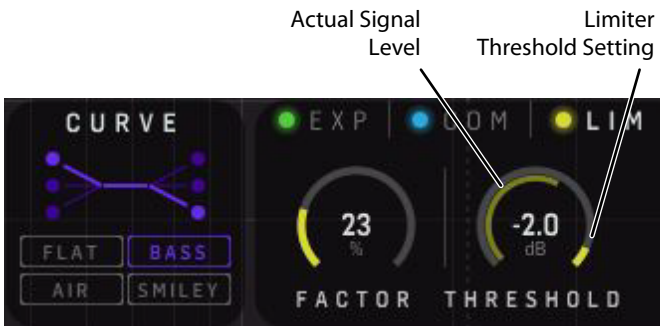 Actual Signal
Level
Limiter
Threshold Setting
CURVE
FLAT
BASS
AIR
SMILEY
EXP
COM
LIM
23
%
FACTOR
-2.0
dB
THRESHOLD